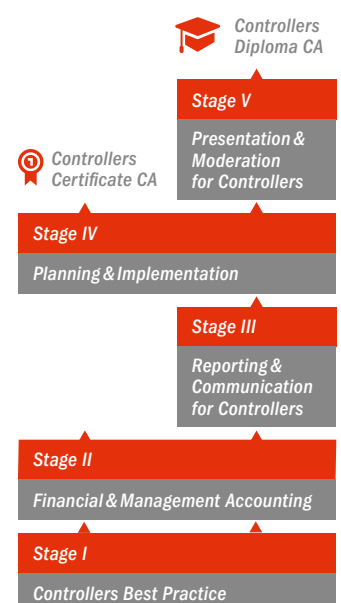 Controllers
Diploma CA
Stage V
Presentation &
Moderation
for Controllers
Controllers
Certificate CA
Stage IV
Planning & Implementation
Stage III
Reporting &
Communication
for Controllers
Stage II
Financial & Management Accounting
Stage I
Controllers Best Practice